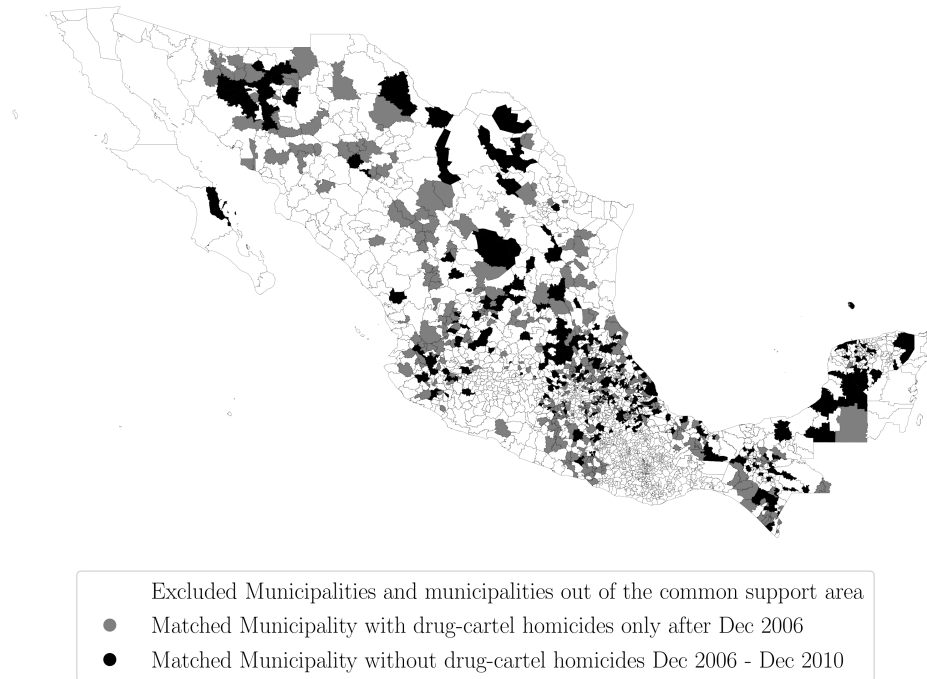 Excluded Municipalities and municipalities out of the common support area
Matched Municipality with drug-cartel homicides only after Dec 2006
Matched Municipality without drug-cartel homicides Dec 2006 - Dec 2010